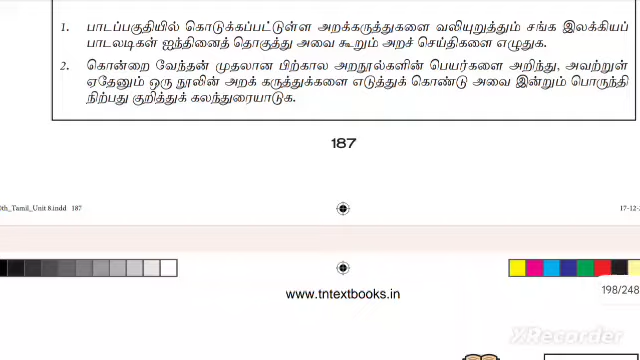 1. பாடப்பகுதியில் கொடுக்கப்பட்டுள்ள அறக்கருத்துகளை வலியுறுத்தும் சங்க இலக்கியப்
பாடலடிகள் ஐந்தினைத் தொகுத்து அவை கூறும் அறச் செய்திகளை எழுதுக.
2. கொன்றை வேந்தன் முதலான பிற்கால அறநூல்களின் பெயர்களை அறிந்து, அவற்றுள்
ஏதேனும் ஒரு நூலின் அறக் கருத்துக்களை எடுத்துக் கொண்டு அவை இன்றும் பொருந்தி
நிற்பது குறித்துக் கலந்துரையாடுக.
187
0th_Tamil_Unit 8.indd 187
17-12-2
www.tntextbooks.in
198/248
XRecorder